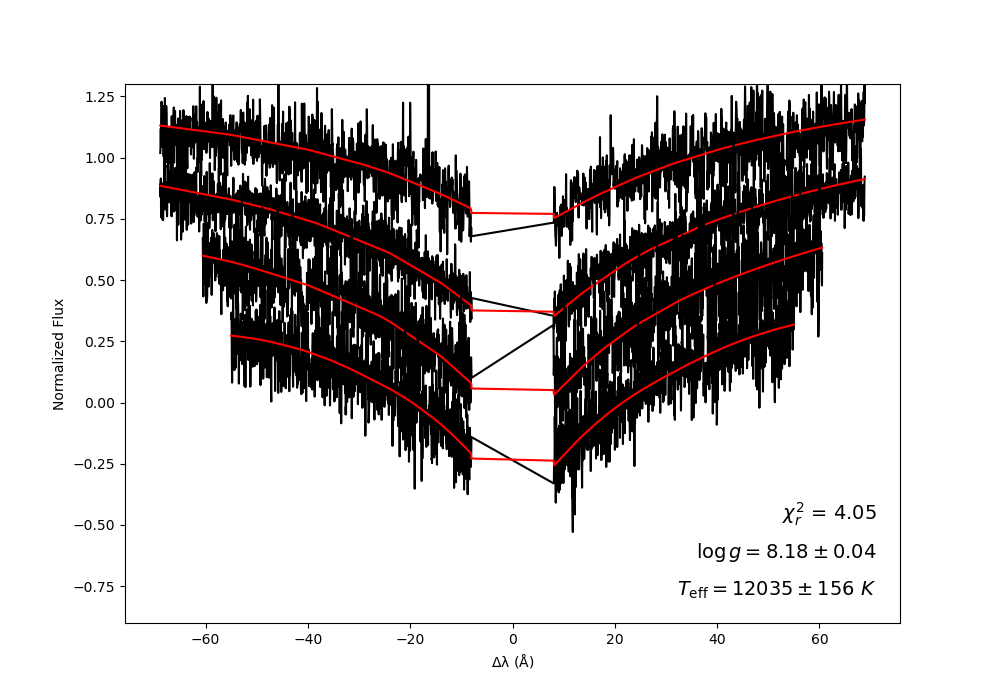 Normalized Flux
1.25
1.00
0.75
0.50
0.25
0.00
−0.25
−0.50
−0.75
χ_r^2 = 4.05
log g = 8.18 ± 0.04
T_eff = 12035 ± 156 K
−60 −40 −20 0 20 40 60
Δλ (Å)